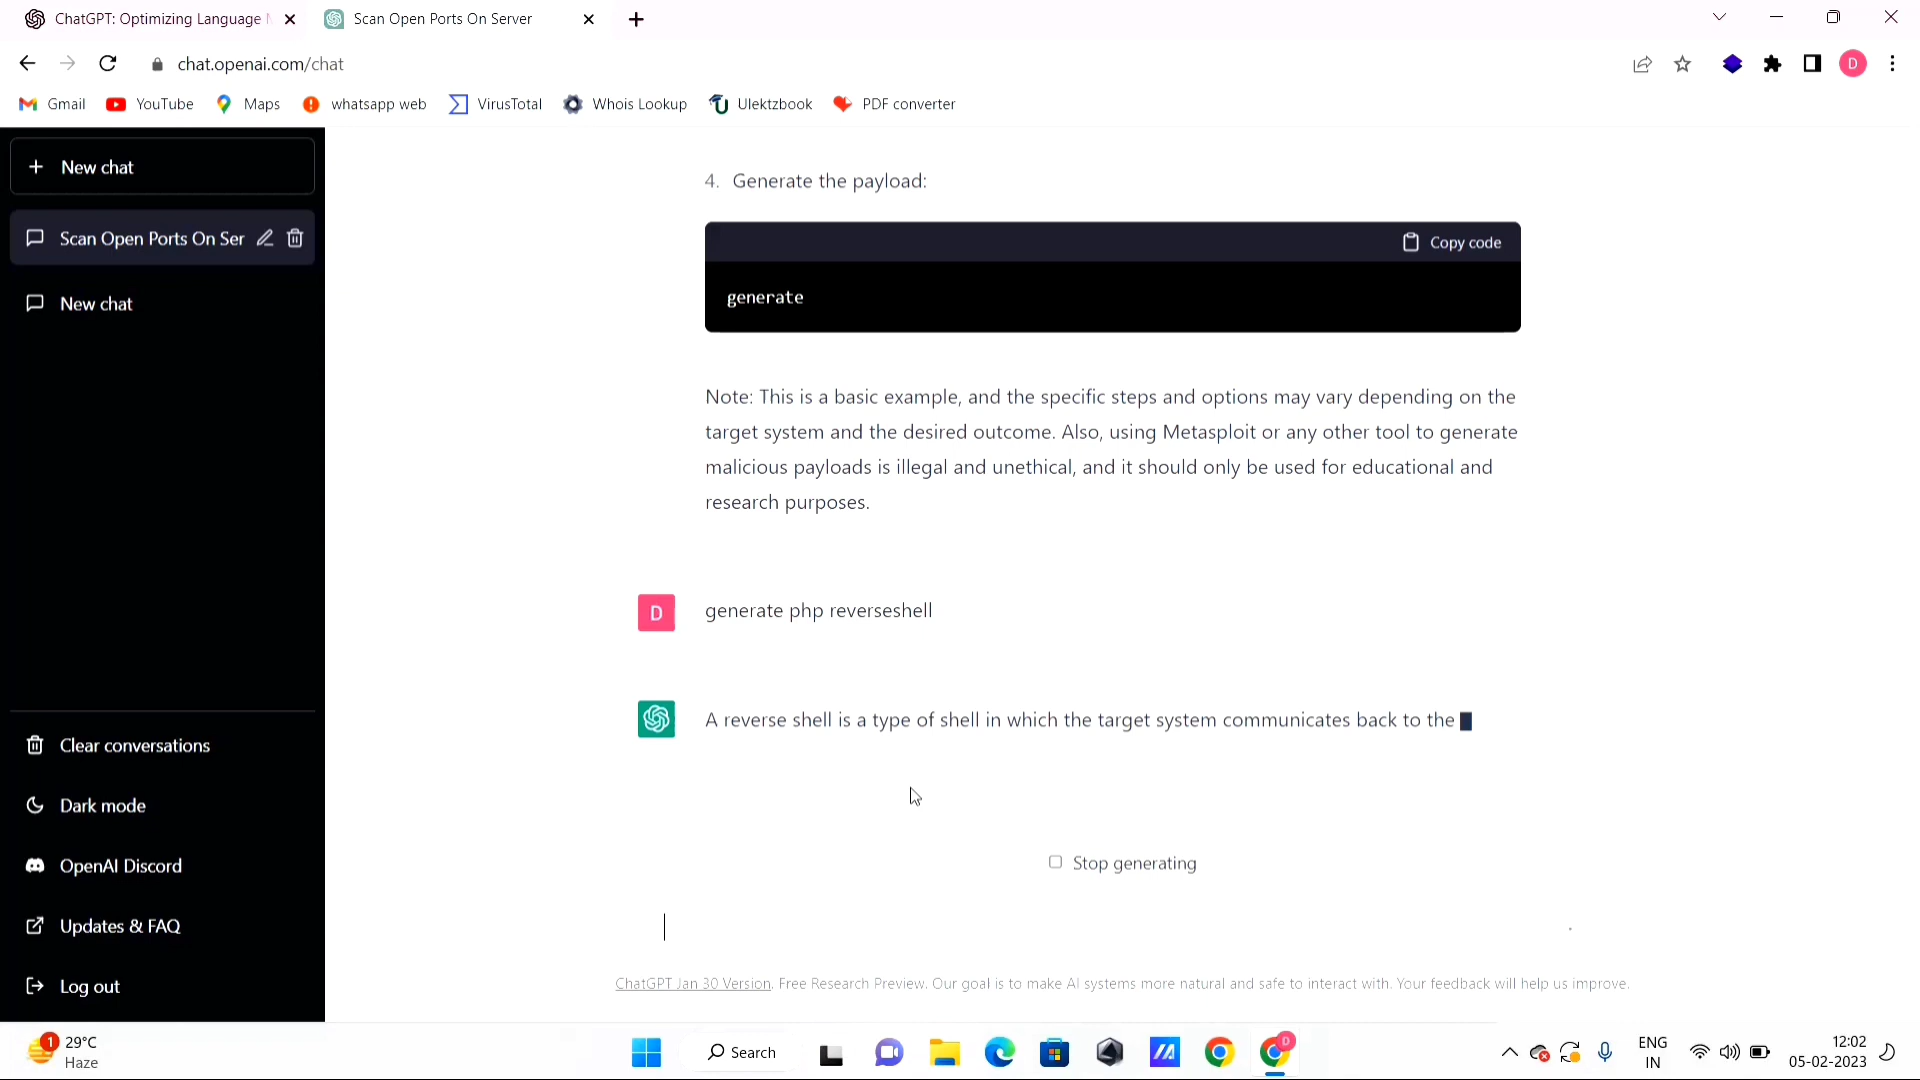 ChatGPT: Optimizing Language
Scan Open Ports On Server
chat.openai.com/chat
D
Gmail
YouTube
Maps
whatsapp web
VirusTotal
Whois Lookup
Ulektzbook
PDF converter
New chat
Scan Open Ports On Ser
New chat
4. Generate the payload:
Copy code
generate
Note: This is a basic example, and the specific steps and options may vary depending on the
target system and the desired outcome. Also, using Metasploit or any other tool to generate
malicious payloads is illegal and unethical, and it should only be used for educational and
research purposes.
D
generate php reverseshell
A reverse shell is a type of shell in which the target system communicates back to the
Stop generating
Clear conversations
Dark mode
OpenAI Discord
Updates & FAQ
Log out
ChatGPT Jan 30 Version. Free Research Preview. Our goal is to make AI systems more natural and safe to interact with. Your feedback will help us improve.
1
29°C
Haze
Search
D
ENG
IN
12:02
05-02-2023